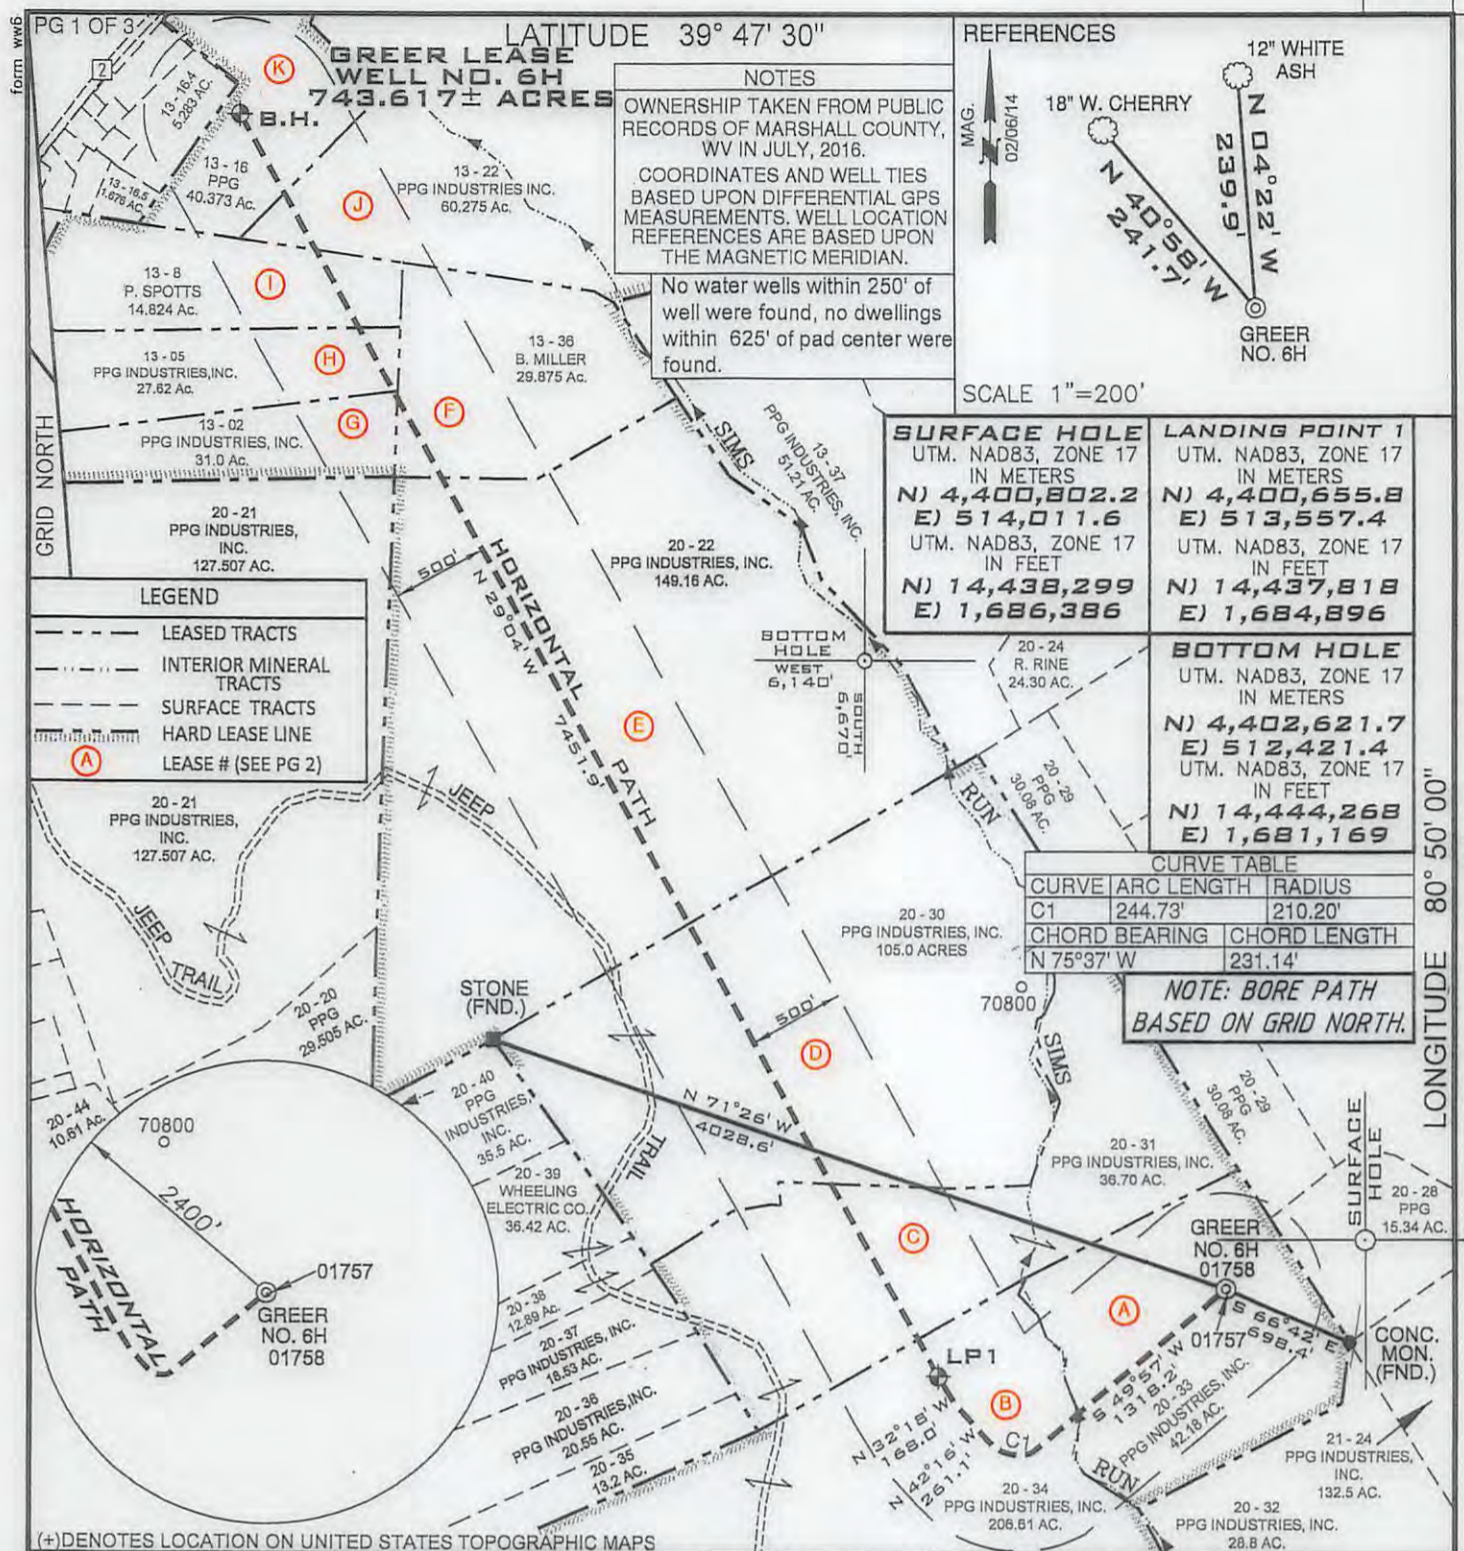 form ww6
PG 1 OF 3
LATITUDE 39° 47' 30"
GREER LEASE
WELL NO. 6H
743.617± ACRES
K
2
13 - 16.4
5.283 AC.
B.H.
13 - 16
PPG
40.373 Ac.
13 - 16.5
1.676 AC.
13 - 22
PPG INDUSTRIES INC.
60.275 Ac.
J
NOTES
OWNERSHIP TAKEN FROM PUBLIC
RECORDS OF MARSHALL COUNTY,
WV IN JULY, 2016.
COORDINATES AND WELL TIES
BASED UPON DIFFERENTIAL GPS
MEASUREMENTS. WELL LOCATION
REFERENCES ARE BASED UPON
THE MAGNETIC MERIDIAN.
No water wells within 250' of
well were found, no dwellings
within 625' of pad center were
found.
REFERENCES
MAG.
02/06/14
12" WHITE
ASH
18" W. CHERRY
N 04°22' W
239.9'
N 40°58' W
241.7'
GREER
NO. 6H
SCALE 1"=200'
13 - 8
P. SPOTTS
14.824 Ac.
I
13 - 05
PPG INDUSTRIES,INC.
27.62 AC.
H
13 - 36
B. MILLER
29.875 Ac.
F
G
13 - 02
PPG INDUSTRIES, INC.
31.0 Ac.
GRID NORTH
SIMS
13 - 37
PPG INDUSTRIES, INC.
51.21 AC.
SURFACE HOLE
UTM. NAD83, ZONE 17
IN METERS
N) 4,400,802.2
E) 514,011.6
UTM. NAD83, ZONE 17
IN FEET
N) 14,438,299
E) 1,686,386
LANDING POINT 1
UTM. NAD83, ZONE 17
IN METERS
N) 4,400,655.8
E) 513,557.4
UTM. NAD83, ZONE 17
IN FEET
N) 14,437,818
E) 1,684,896
BOTTOM HOLE
UTM. NAD83, ZONE 17
IN METERS
N) 4,402,621.7
E) 512,421.4
UTM. NAD83, ZONE 17
IN FEET
N) 14,444,268
E) 1,681,169
20 - 21
PPG INDUSTRIES,
INC.
127.507 AC.
500'
HORIZONTAL PATH
N 29°04' W 7451.9'
20 - 22
PPG INDUSTRIES, INC.
149.16 AC.
LEGEND
LEASED TRACTS
INTERIOR MINERAL
TRACTS
SURFACE TRACTS
HARD LEASE LINE
A
LEASE # (SEE PG 2)
BOTTOM
HOLE
WEST
6,140'
SOUTH
6,670'
20 - 24
R. RINE
24.30 AC.
E
20 - 29
PPG
30.08 AC.
RUN
20 - 21
PPG INDUSTRIES,
INC.
127.507 AC.
JEEP
JEEP
TRAIL
LONGITUDE 80° 50' 00"
CURVE TABLE
CURVE ARC LENGTH RADIUS
C1 244.73' 210.20'
CHORD BEARING CHORD LENGTH
N 75°37' W 231.14'
NOTE: BORE PATH
BASED ON GRID NORTH.
20 - 30
PPG INDUSTRIES, INC.
105.0 ACRES
70800
STONE
(FND.)
20 - 20
PPG
29.505 AC.
500'
D
SIMS
20 - 44
10.61 Ac.
70800
2400'
HORIZONTAL
PATH
01757
GREER
NO. 6H
01758
20 - 40
PPG
INDUSTRIES,
INC.
35.5 AC.
N 71°26' W
4028.6'
TRAIL
20 - 39
WHEELING
ELECTRIC CO.
36.42 AC.
20 - 29
PPG
30.08 AC.
20 - 31
PPG INDUSTRIES, INC.
36.70 AC.
SURFACE
HOLE
20 - 28
PPG
15.34 AC.
C
GREER
NO. 6H
01758
A
01757
S 66°42' E
698.4'
CONC.
MON.
(FND.)
20 - 38
12.89 Ac.
20 - 37
PPG INDUSTRIES, INC.
18.53 AC.
20 - 36
PPG INDUSTRIES,INC.
20.55 AC.
20 - 35
13.2 AC.
LP1
B
C1
S 49°57' W
1318.2'
20 - 33
PPG INDUSTRIES, INC.
42.18 AC.
N 32°18' W
168.0'
N 42°16' W
261.1'
RUN
20 - 34
PPG INDUSTRIES, INC.
206.61 AC.
20 - 32
PPG INDUSTRIES, INC.
28.8 AC.
21 - 24
PPG INDUSTRIES,
INC.
132.5 AC.
(+)DENOTES LOCATION ON UNITED STATES TOPOGRAPHIC MAPS